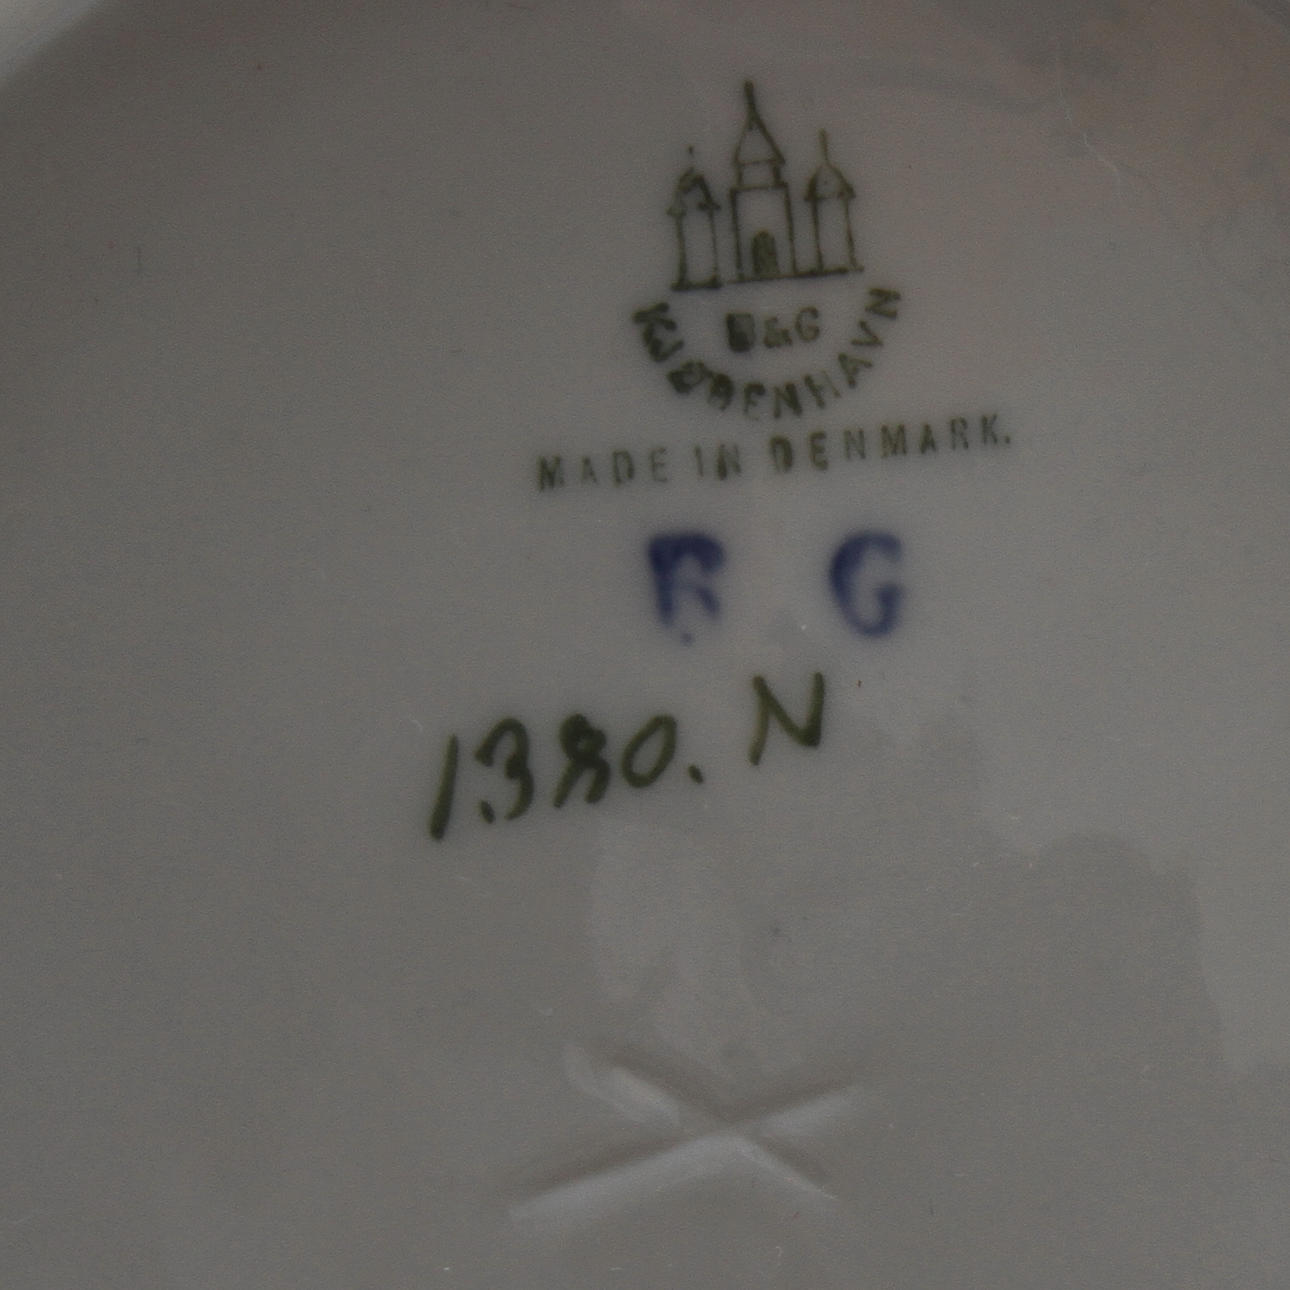 B&G
KJØBENHAVN
MADE IN DENMARK.
B G
1380. N